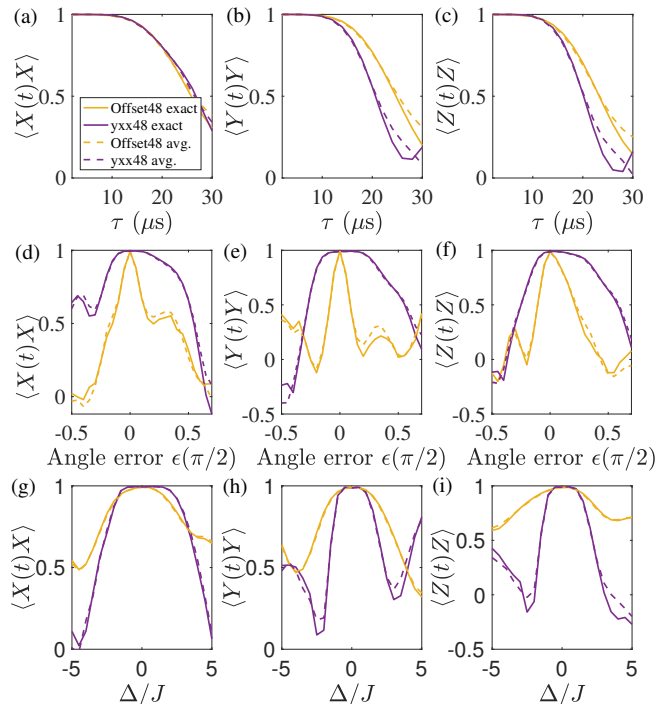 (a) (b) (c)
⟨X(t)X⟩ ⟨Y(t)Y⟩ ⟨Z(t)Z⟩
1 1 1
0.5 0.5
Offset48 exact
yxx48 exact
Offset48 avg.
yxx48 avg.
0 0 0
10 20 30 10 20 30 10 20 30
τ (μs) τ (μs) τ (μs)
(d) (e) (f)
⟨X(t)X⟩ ⟨Y(t)Y⟩ ⟨Z(t)Z⟩
1 1 1
0.5 0.5 0.5
0 0 0
-0.5 -0.5
-0.5 0 0.5 -0.5 0 0.5 -0.5 0 0.5
Angle error ϵ(π/2) Angle error ϵ(π/2) Angle error ϵ(π/2)
(g) (h) (i)
⟨X(t)X⟩ ⟨Y(t)Y⟩ ⟨Z(t)Z⟩
1 1 1
0.5 0.5 0.5
0 0 0
-0.5
-5 0 5 -5 0 5 -5 0 5
Δ/J Δ/J Δ/J